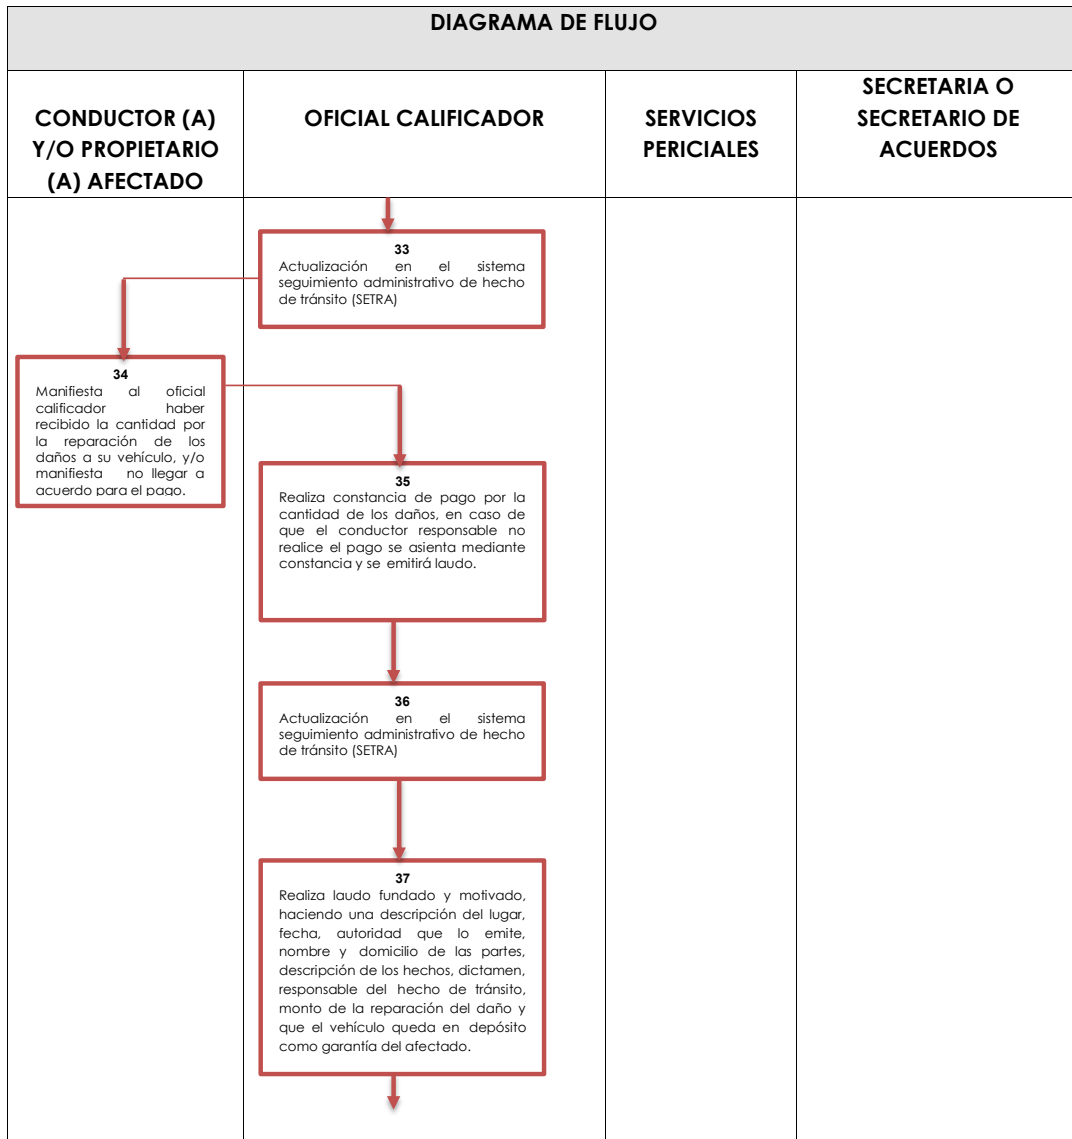 DIAGRAMA DE FLUJO
CONDUCTOR (A)
Y/O PROPIETARIO
(A) AFECTADO
OFICIAL CALIFICADOR
SERVICIOS
PERICIALES
SECRETARIA O
SECRETARIO DE
ACUERDOS
33
Actualización en el sistema
seguimiento administrativo de hecho
de tránsito (SETRA)
34
Manifiesta al oficial
calificador haber
recibido la cantidad por
la reparación de los
daños a su vehículo, y/o
manifiesta no llegar a
acuerdo para el pago.
35
Realiza constancia de pago por la
cantidad de los daños, en caso de
que el conductor responsable no
realice el pago se asienta mediante
constancia y se emitirá laudo.
36
Actualización en el sistema
seguimiento administrativo de hecho
de tránsito (SETRA)
37
Realiza laudo fundado y motivado,
haciendo una descripción del lugar,
fecha, autoridad que lo emite,
nombre y domicilio de las partes,
descripción de los hechos, dictamen,
responsable del hecho de tránsito,
monto de la reparación del daño y
que el vehículo queda en depósito
como garantía del afectado.